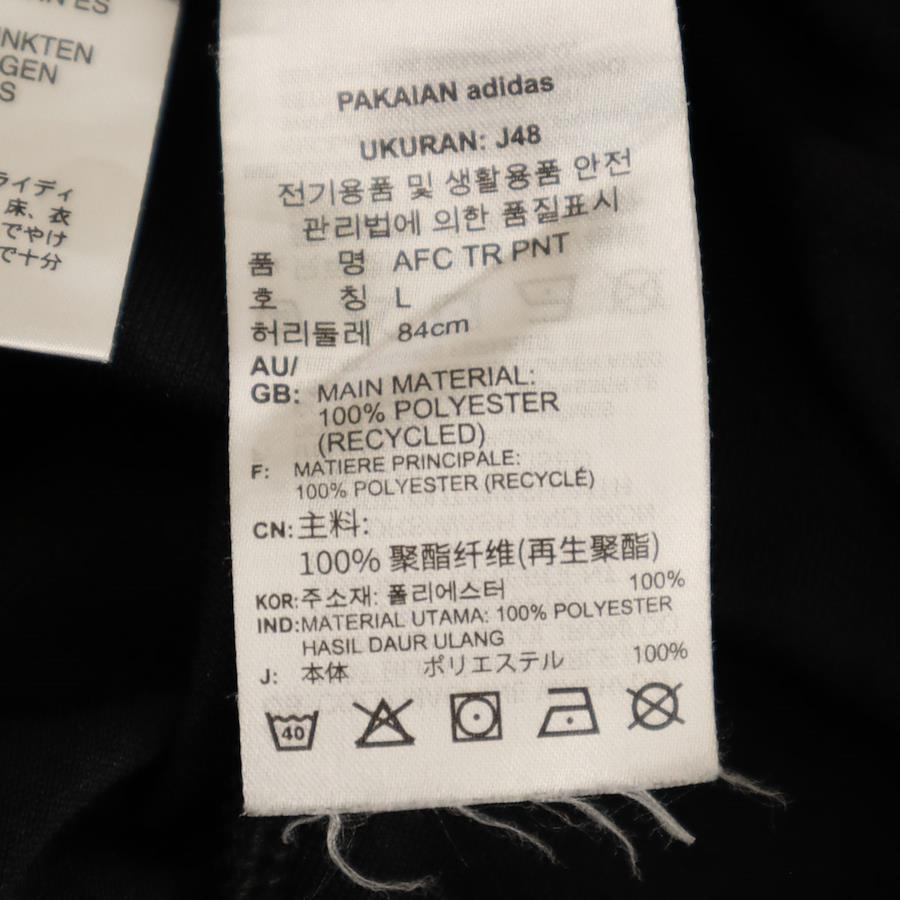 NKTEN
GEN
S
ライディ
床、衣
でやけ
で十分
PAKAIAN adidas
UKURAN: J48
전기용품 및 생활용품 안전
관리법에 의한 품질표시
품 명 AFC TR PNT
호 칭 L
허리둘레 84cm
AU/
GB: MAIN MATERIAL:
100% POLYESTER
(RECYCLED)
F: MATIERE PRINCIPALE:
100% POLYESTER (RECYCLÉ)
CN: 主料:
100% 聚酯纤维(再生聚酯)
KOR: 주소재: 폴리에스터 100%
IND: MATERIAL UTAMA: 100% POLYESTER
HASIL DAUR ULANG
J: 本体 ポリエステル 100%
40